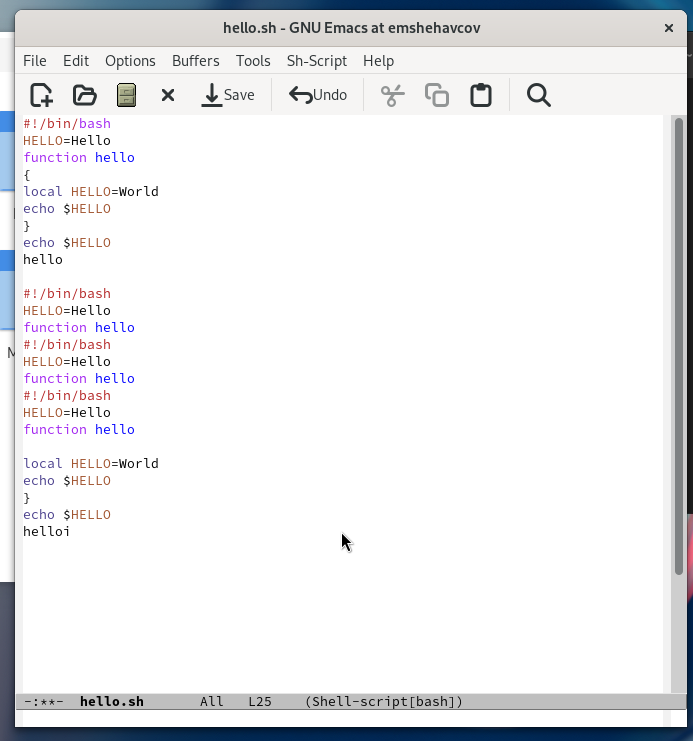 hello.sh - GNU Emacs at emshehavcov ×
File Edit Options Buffers Tools Sh-Script Help
Save Undo
#!/bin/bash
HELLO=Hello
function hello
{
local HELLO=World
echo $HELLO
}
echo $HELLO
hello

#!/bin/bash
HELLO=Hello
function hello
#!/bin/bash
HELLO=Hello
function hello
#!/bin/bash
HELLO=Hello
function hello

local HELLO=World
echo $HELLO
}
echo $HELLO
helloi
-:**- hello.sh All L25 (Shell-script[bash])